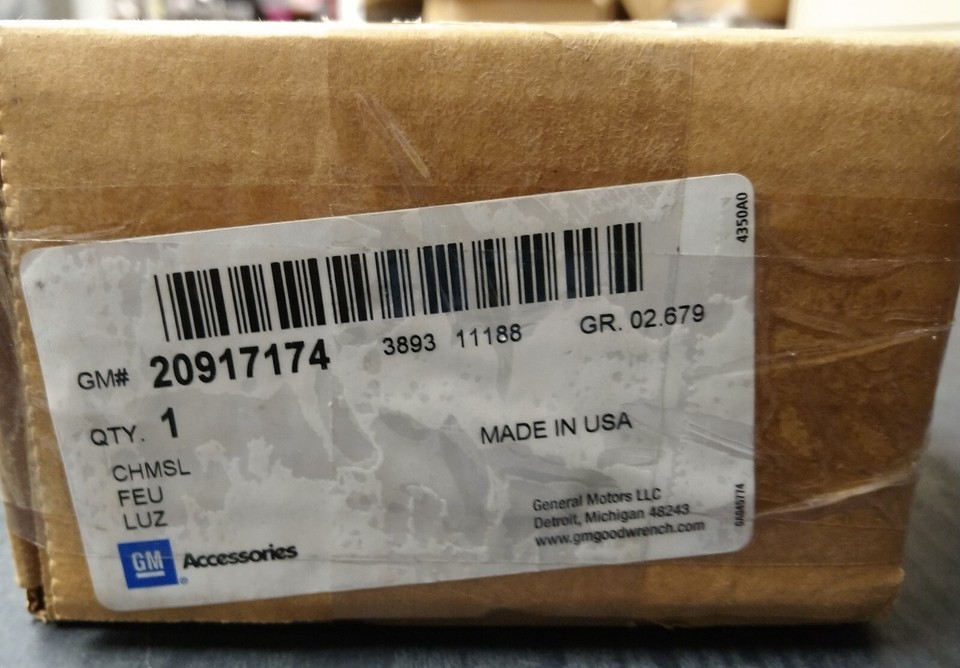 4350A0
GM# 20917174 3893 11188 GR. 02.679
QTY. 1
MADE IN USA
CHMSL
FEU
LUZ
General Motors LLC
Detroit, Michigan 48243
www.gmgoodwrench.com
GM Accessories